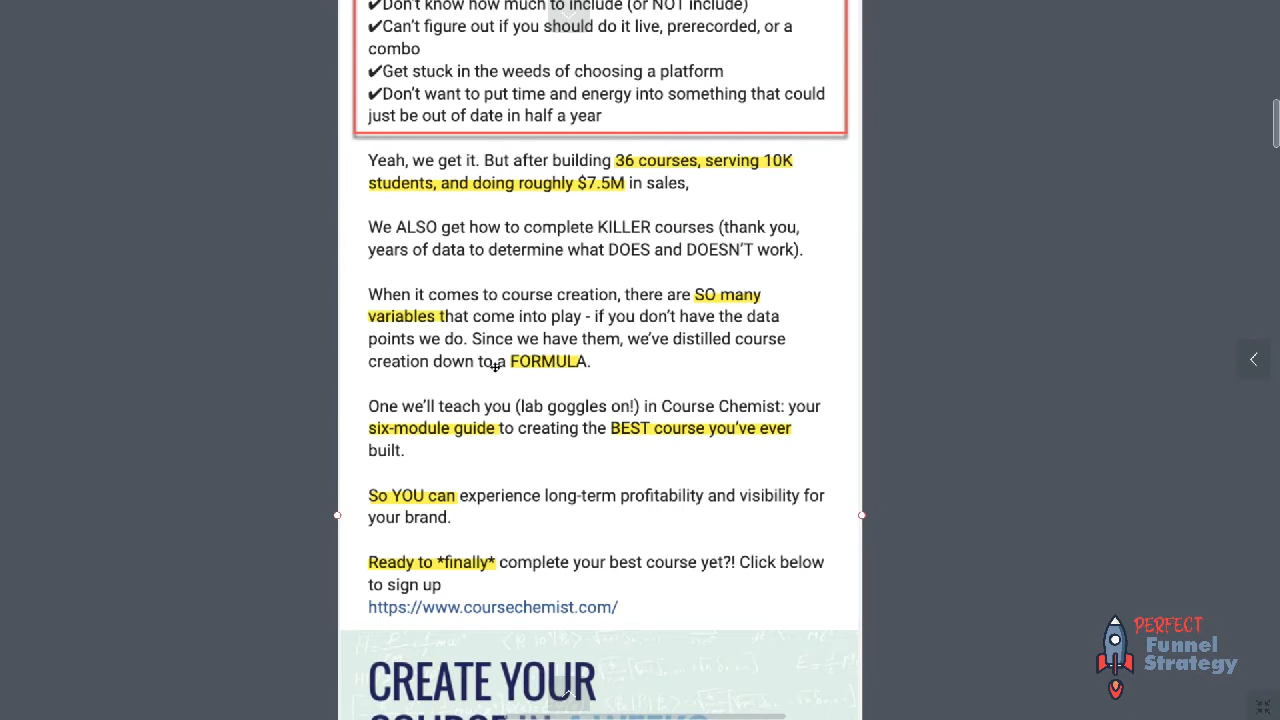 ✔Don't know how much to include (or NOT include)
✔Can't figure out if you should do it live, prerecorded, or a
combo
✔Get stuck in the weeds of choosing a platform
✔Don't want to put time and energy into something that could
just be out of date in half a year
Yeah, we get it. But after building 36 courses, serving 10K
students, and doing roughly $7.5M in sales,
We ALSO get how to complete KILLER courses (thank you,
years of data to determine what DOES and DOESN'T work).
When it comes to course creation, there are SO many
variables that come into play - if you don't have the data
points we do. Since we have them, we've distilled course
creation down to a FORMULA.
One we'll teach you (lab goggles on!) in Course Chemist: your
six-module guide to creating the BEST course you've ever
built.
So YOU can experience long-term profitability and visibility for
your brand.
Ready to *finally* complete your best course yet?! Click below
to sign up
https://www.coursechemist.com/
CREATE YOUR
PERFECT
Funnel
Strategy